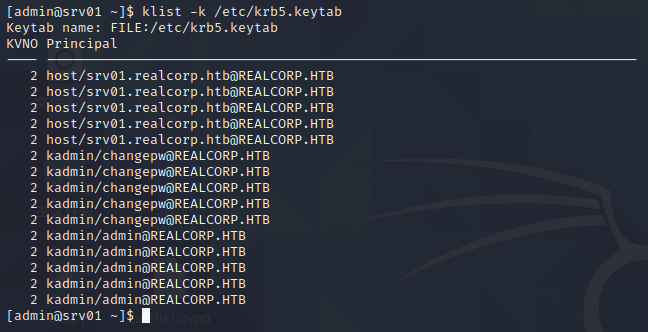 [admin@srv01 ~]$ klist -k /etc/krb5.keytab
Keytab name: FILE:/etc/krb5.keytab
KVNO Principal
---- --------------------------------------------------------------------------
2 host/srv01.realcorp.htb@REALCORP.HTB
2 host/srv01.realcorp.htb@REALCORP.HTB
2 host/srv01.realcorp.htb@REALCORP.HTB
2 host/srv01.realcorp.htb@REALCORP.HTB
2 host/srv01.realcorp.htb@REALCORP.HTB
2 kadmin/changepw@REALCORP.HTB
2 kadmin/changepw@REALCORP.HTB
2 kadmin/changepw@REALCORP.HTB
2 kadmin/changepw@REALCORP.HTB
2 kadmin/changepw@REALCORP.HTB
2 kadmin/admin@REALCORP.HTB
2 kadmin/admin@REALCORP.HTB
2 kadmin/admin@REALCORP.HTB
2 kadmin/admin@REALCORP.HTB
2 kadmin/admin@REALCORP.HTB
[admin@srv01 ~]$